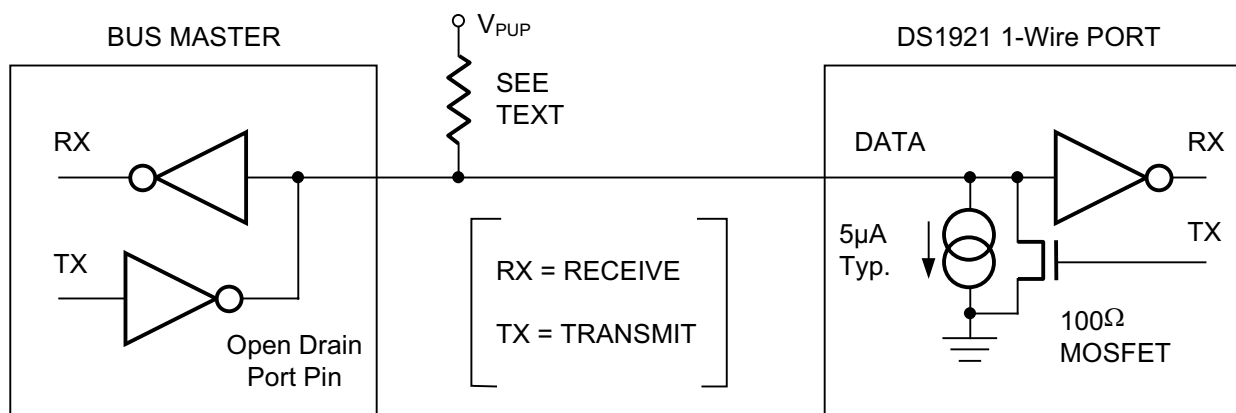 BUS MASTER
V_PUP
DS1921 1-Wire PORT
SEE
TEXT
RX
DATA
RX
TX
5µA
Typ.
TX
RX = RECEIVE
TX = TRANSMIT
Open Drain
Port Pin
100Ω
MOSFET